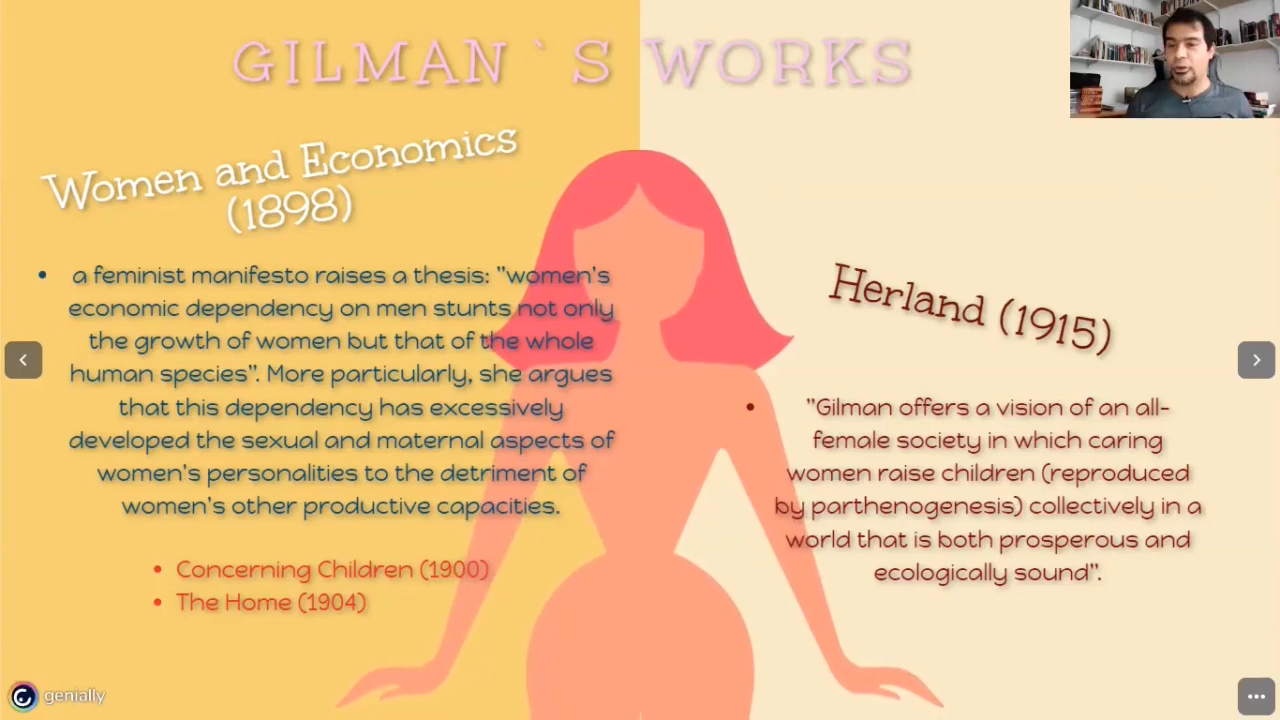 GILMAN`S WORKS
Women and Economics
(1898)
• a feminist manifesto raises a thesis: "women's
economic dependency on men stunts not only
the growth of women but that of the whole
human species". More particularly, she argues
that this dependency has excessively
developed the sexual and maternal aspects of
women's personalities to the detriment of
women's other productive capacities.
• Concerning Children (1900)
• The Home (1904)
Herland (1915)
• "Gilman offers a vision of an all-
female society in which caring
women raise children (reproduced
by parthenogenesis) collectively in a
world that is both prosperous and
ecologically sound".
genially